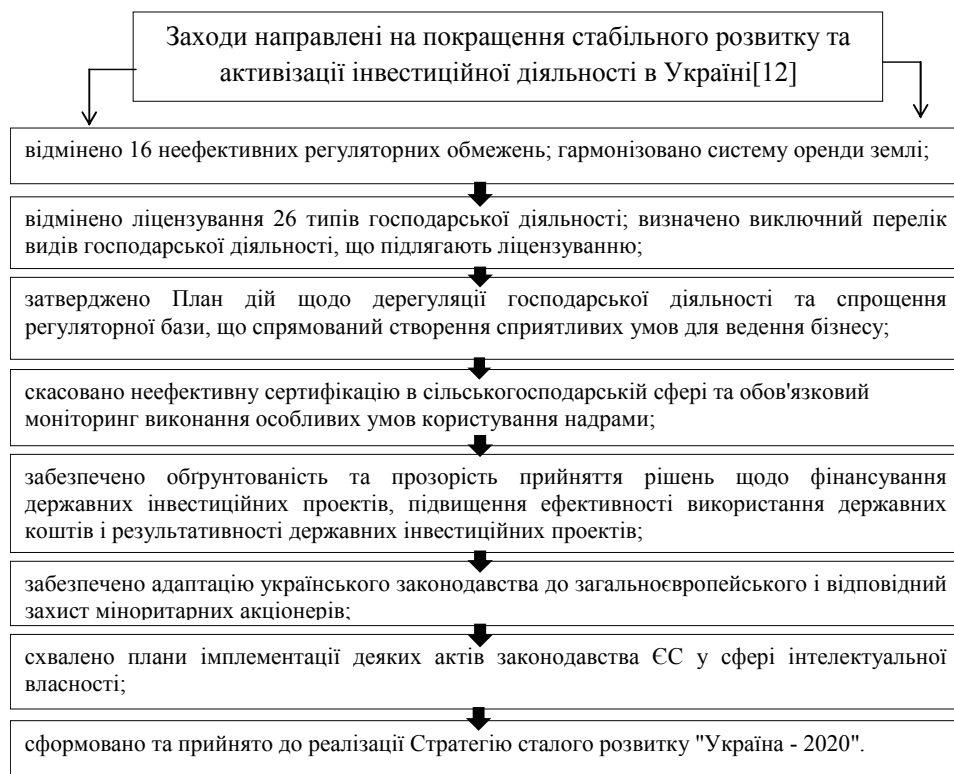 Заходи направлені на покращення стабільного розвитку та
активізації інвестиційної діяльності в Україні[12]
відмінено 16 неефективних регуляторних обмежень; гармонізовано систему оренди землі;
відмінено ліцензування 26 типів господарської діяльності; визначено виключний перелік
видів господарської діяльності, що підлягають ліцензуванню;
затверджено План дій щодо дерегуляції господарської діяльності та спрощення
регуляторної бази, що спрямований створення сприятливих умов для ведення бізнесу;
скасовано неефективну сертифікацію в сільськогосподарській сфері та обов'язковий
моніторинг виконання особливих умов користування надрами;
забезпечено обґрунтованість та прозорість прийняття рішень щодо фінансування
державних інвестиційних проектів, підвищення ефективності використання державних
коштів і результативності державних інвестиційних проектів;
забезпечено адаптацію українського законодавства до загальноєвропейського і відповідний
захист міноритарних акціонерів;
схвалено плани імплементації деяких актів законодавства ЄС у сфері інтелектуальної
власності;
сформовано та прийнято до реалізації Стратегію сталого розвитку "Україна - 2020".